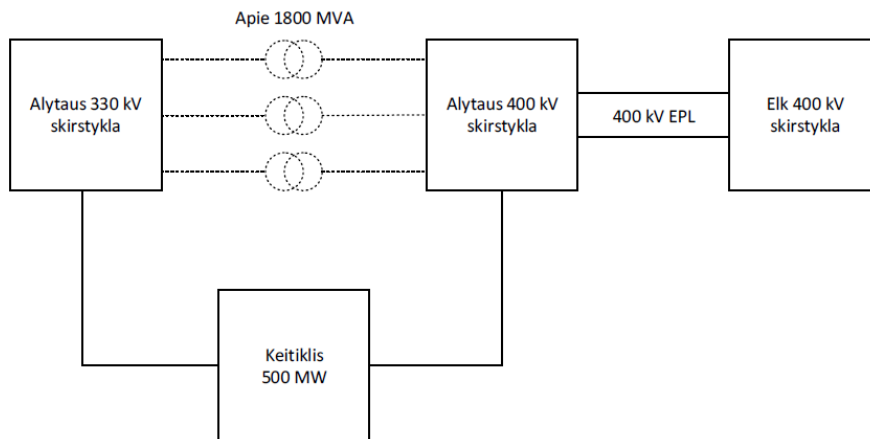 Apie 1800 MVA
Alytaus 330 kV
skirstykla
Alytaus 400 kV
skirstykla
400 kV EPL
Elk 400 kV
skirstykla
Keitiklis
500 MW